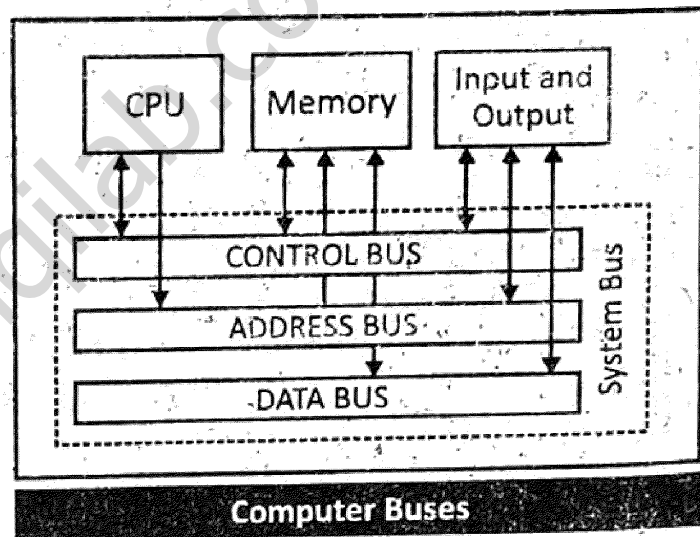 CPU
Memory
Input and
Output
CONTROL BUS
ADDRESS BUS
DATA BUS
System Bus
Computer Buses